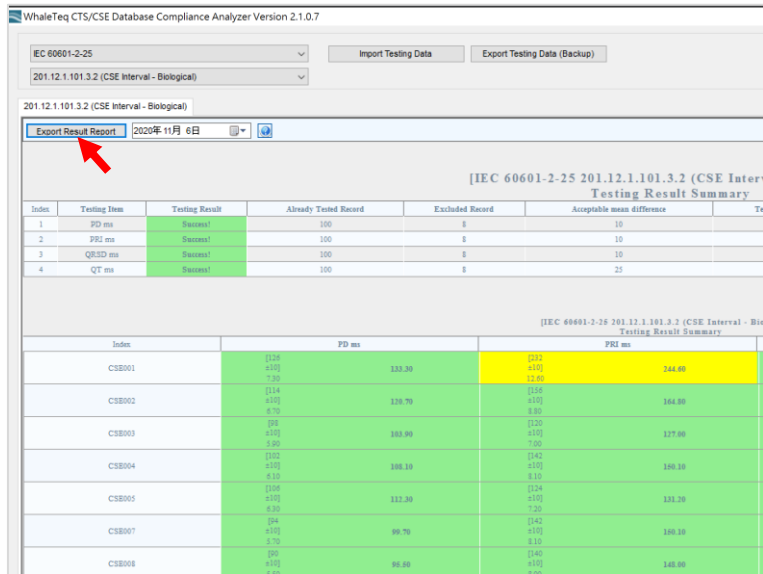 WhaleTeq CTS/CSE Database Compliance Analyzer Version 2.1.0.7
IEC 60601-2-25 Import Testing Data Export Testing Data (Backup)
201.12.1.101.3.2 (CSE Interval - Biological)
201.12.1.101.3.2 (CSE Interval - Biological)
Export Result Report 2020年11月 6日
[IEC 60601-2-25 201.12.1.101.3.2 (CSE Interv
Testing Result Summary
Index Testing Item Testing Result Already Tested Record Excluded Record Acceptable mean difference Te
1 PD ms Success! 100 8 10
2 PRI ms Success! 100 8 10
3 QRSD ms Success! 100 8 10
4 QT ms Success! 100 8 25
[IEC 60601-2-25 201.12.1.101.3.2 (CSE Interval - Bio
Testing Result Summary
Index PD ms PRI ms
[126 [232
CSE001 ±10] 133.30 ±10] 244.60
7.30 12.60
[114 [156
CSE002 ±10] 120.70 ±10] 164.80
6.70 8.80
[98 [120
CSE003 ±10] 103.90 ±10] 127.00
5.90 7.00
[102 [142
CSE004 ±10] 108.10 ±10] 150.10
6.10 8.10
[106 [124
CSE005 ±10] 112.30 ±10] 131.20
6.30 7.20
[94 [142
CSE007 ±10] 99.70 ±10] 150.10
5.70 8.10
[90 [140
CSE008 ±10] ±10] 148.00